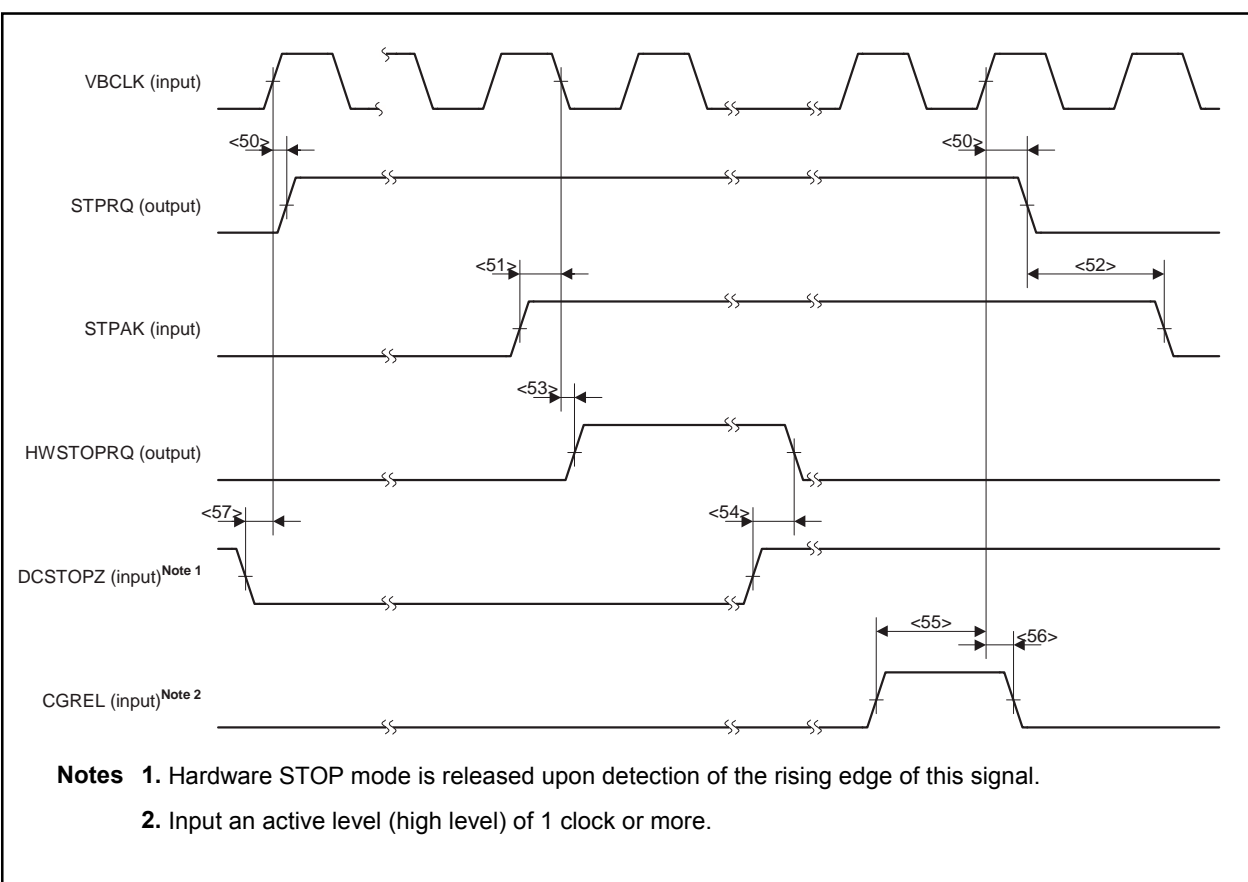 VBCLK (input)
<50>
<50>
STPRQ (output)
<51>
<52>
STPAK (input)
<53>
HWSTOPRQ (output)
<57>
<54>
DCSTOPZ (input)Note 1
<55>
<56>
CGREL (input)Note 2
Notes 1. Hardware STOP mode is released upon detection of the rising edge of this signal.
2. Input an active level (high level) of 1 clock or more.